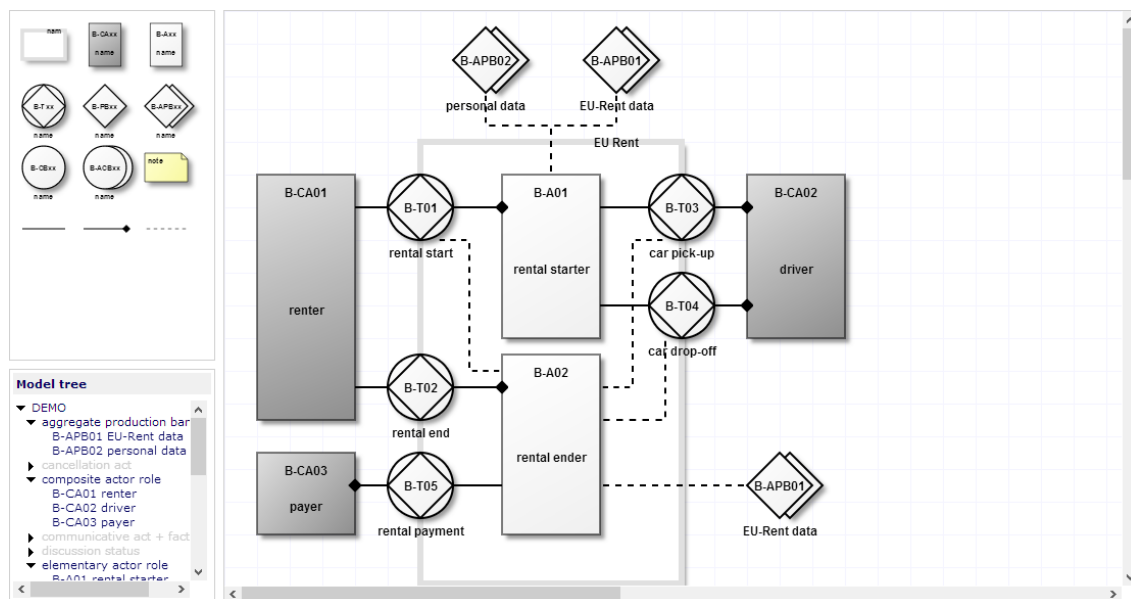 nam
B-CAxx
name
B-Axx
name
B-Txx
name
B-PBxx
name
B-APBxx
name
B-CBxx
name
B-ACBxx
name
note
Model tree
DEMO
aggregate production ban
B-APB01 EU-Rent data
B-APB02 personal data
cancellation act
composite actor role
B-CA01 renter
B-CA02 driver
B-CA03 payer
communicative act + fact
discussion status
elementary actor role
B-A01 rental starter
B-APB02
personal data
B-APB01
EU-Rent data
EU Rent
B-CA01
renter
B-T01
rental start
B-A01
rental starter
B-T03
car pick-up
B-CA02
driver
B-T04
car drop-off
B-T02
rental end
B-A02
rental ender
B-CA03
payer
B-T05
rental payment
B-APB01
EU-Rent data